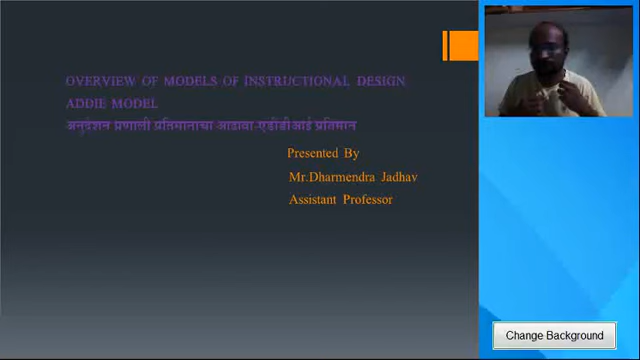 OVERVIEW OF MODELS OF INSTRUCTIONAL DESIGN
ADDIE MODEL
अनुदेशन प्रणाली प्रतिमानाचा आढावा-एडीडीआई प्रतिमान
Presented By
Mr.Dharmendra Jadhav
Assistant Professor
Change Background